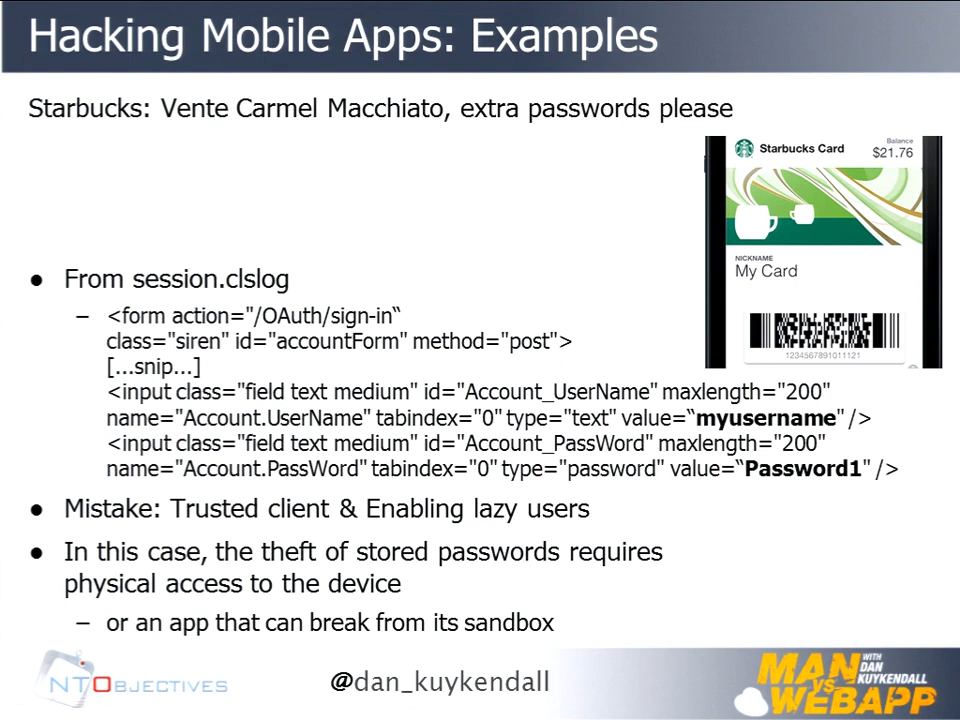 Hacking Mobile Apps: Examples
Starbucks: Vente Carmel Macchiato, extra passwords please
Starbucks Card
Balance
$21.76
NICKNAME
My Card
1234567891011121
● From session.clslog
– <form action="/OAuth/sign-in“
class="siren" id="accountForm" method="post">
[...snip...]
<input class="field text medium" id="Account_UserName" maxlength="200"
name="Account.UserName" tabindex="0" type="text" value=“myusername" />
<input class="field text medium" id="Account_PassWord" maxlength="200"
name="Account.PassWord" tabindex="0" type="password" value=“Password1" />
● Mistake: Trusted client & Enabling lazy users
● In this case, the theft of stored passwords requires
physical access to the device
– or an app that can break from its sandbox
NTOBJECTIVES
@dan_kuykendall
MAN
VS
WEBAPP
WITH
DAN
KUYKENDALL